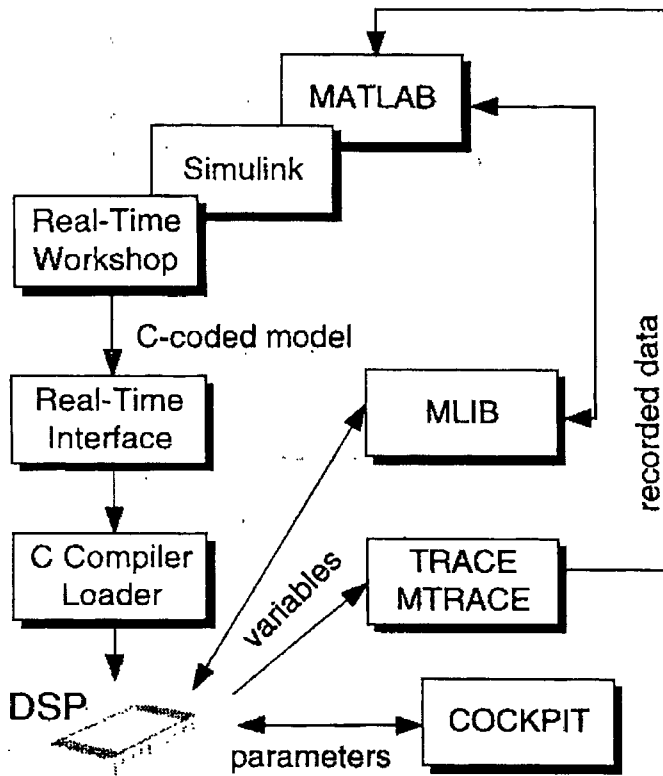 MATLAB
Simulink
Real-Time
Workshop
C-coded model
Real-Time
Interface
MLIB
recorded data
C Compiler
Loader
variables
TRACE
MTRACE
DSP
COCKPIT
parameters